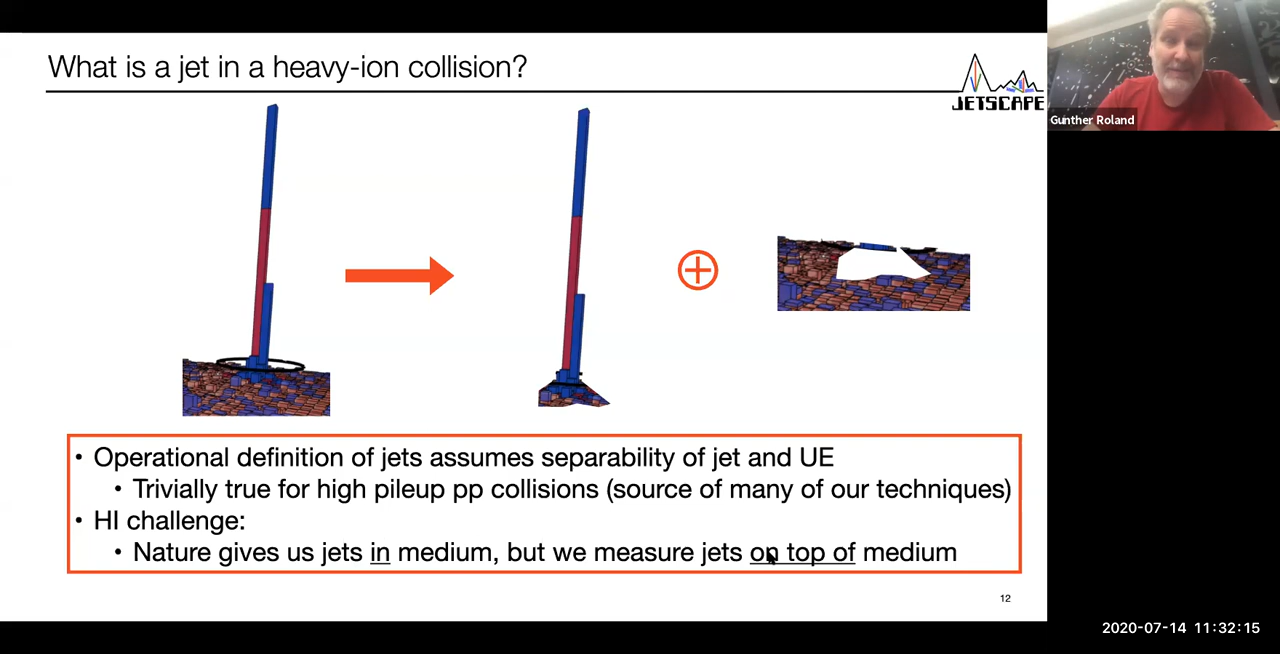 What is a jet in a heavy-ion collision?
JETSCAPE
Gunther Roland
• Operational definition of jets assumes separability of jet and UE
• Trivially true for high pileup pp collisions (source of many of our techniques)
• HI challenge:
• Nature gives us jets in medium, but we measure jets on top of medium
12
2020-07-14 11:32:15